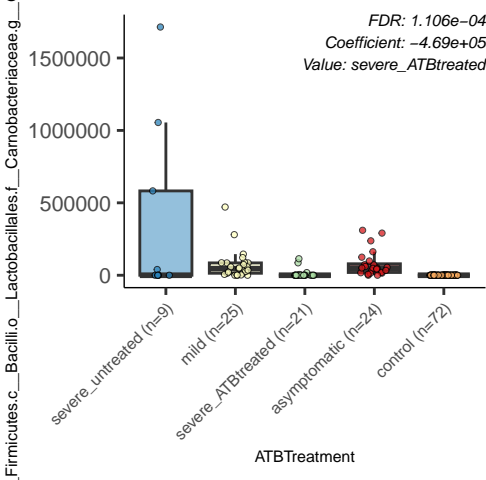 FDR: 1.106e−04
Coefficient: −4.69e+05
Value: severe_ATBtreated
_Firmicutes.c__Bacilli.o__Lactobacillales.f__Carnobacteriaceae.g__
1500000
1000000
500000
0
severe_untreated (n=9)
mild (n=25)
severe_ATBtreated (n=21)
asymptomatic (n=24)
control (n=72)
ATBTreatment